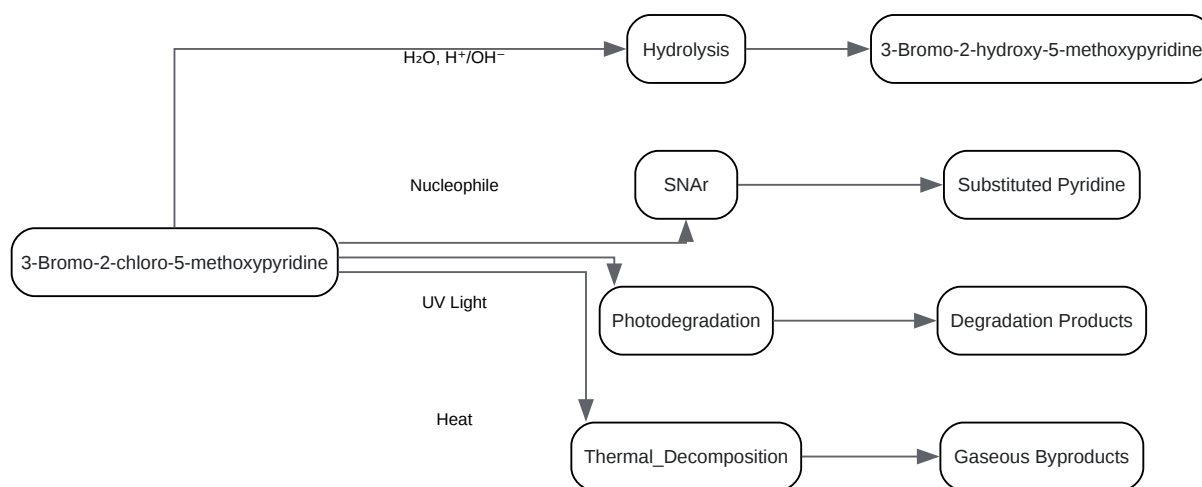 H₂O, H⁺/OH⁻
Hydrolysis
3-Bromo-2-hydroxy-5-methoxypyridine
Nucleophile
SNAr
Substituted Pyridine
3-Bromo-2-chloro-5-methoxypyridine
UV Light
Photodegradation
Degradation Products
Heat
Thermal_Decomposition
Gaseous Byproducts